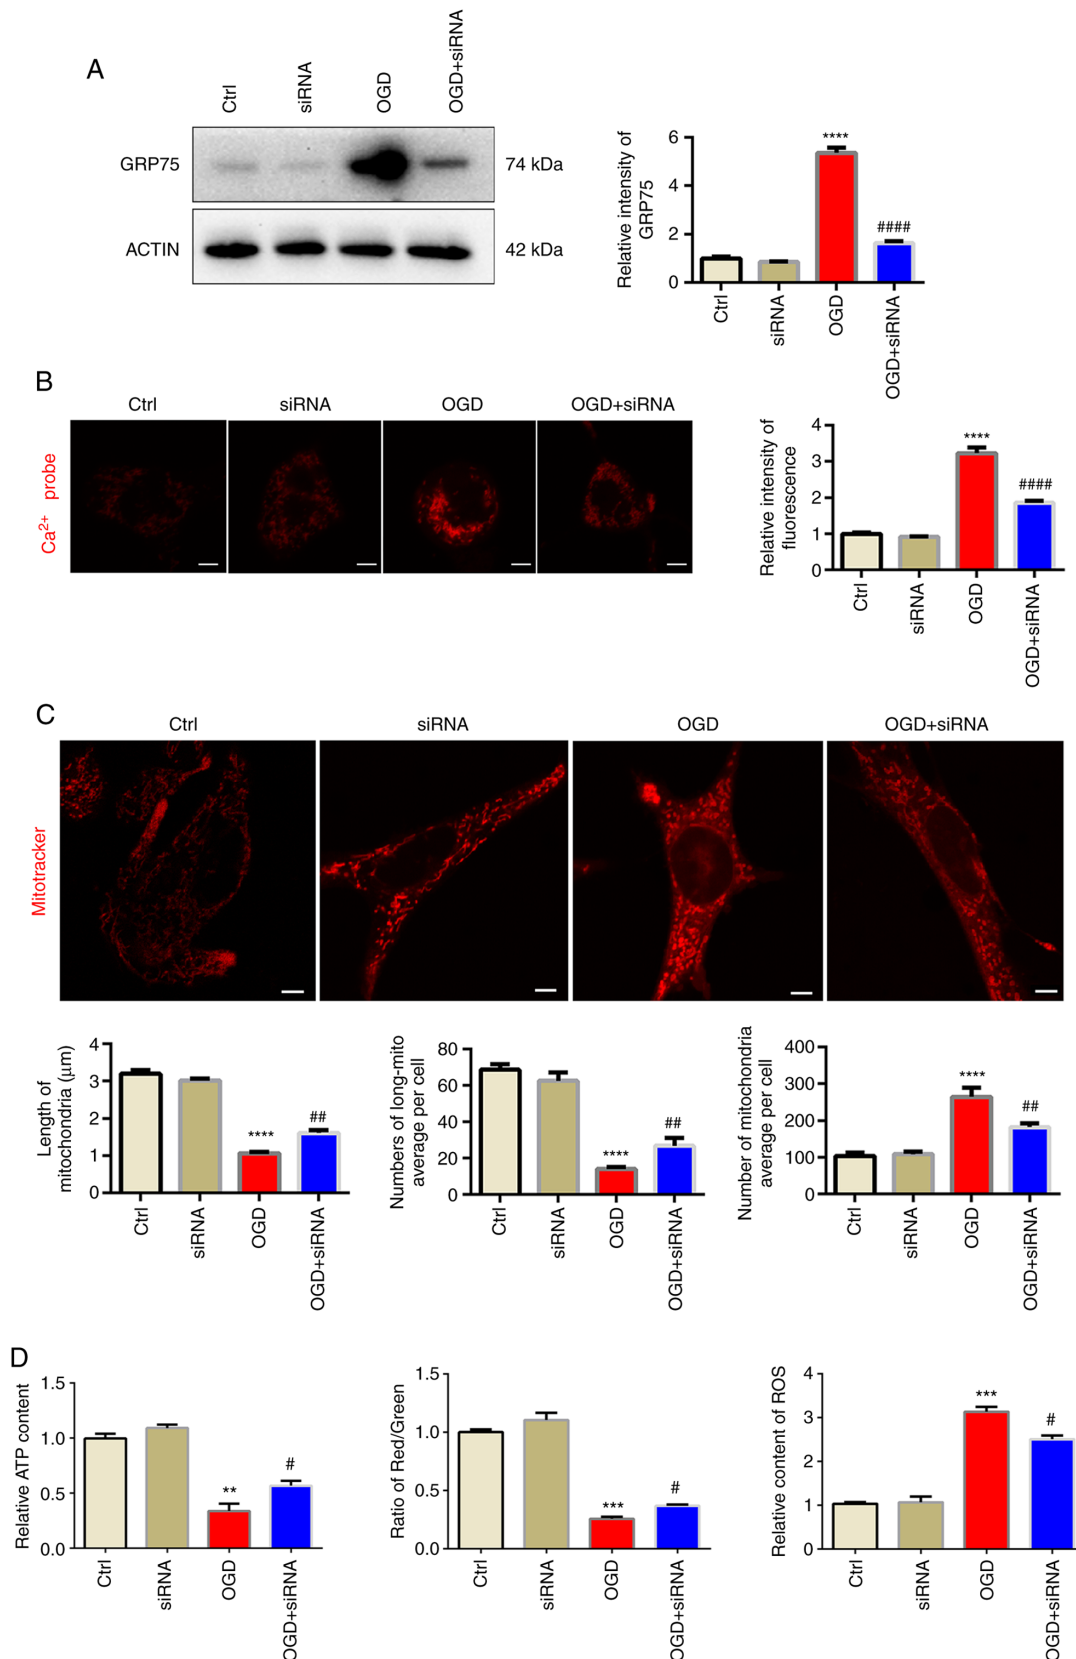 A
Ctrl
siRNA
OGD
OGD+siRNA
GRP75
74 kDa
ACTIN
42 kDa
Relative intensity of
GRP75
6
4
2
0
****
####
Ctrl
siRNA
OGD
OGD+siRNA
B
Ctrl
siRNA
OGD
OGD+siRNA
Ca2+ probe
Relative intensity of
fluorescence
4
3
2
1
0
****
####
Ctrl
siRNA
OGD
OGD+siRNA
C
Ctrl
siRNA
OGD
OGD+siRNA
Mitotracker
Length of
mitochondria (μm)
4
3
2
1
0
****
##
Ctrl
siRNA
OGD
OGD+siRNA
Numbers of long-mito
average per cell
80
60
40
20
0
****
##
Ctrl
siRNA
OGD
OGD+siRNA
Number of mitochondria
average per cell
400
300
200
100
0
****
##
Ctrl
siRNA
OGD
OGD+siRNA
D
Relative ATP content
1.5
1.0
0.5
0.0
**
#
Ctrl
siRNA
OGD
OGD+siRNA
Ratio of Red/Green
1.5
1.0
0.5
0.0
***
#
Ctrl
siRNA
OGD
OGD+siRNA
Relative content of ROS
4
3
2
1
0
***
#
Ctrl
siRNA
OGD
OGD+siRNA